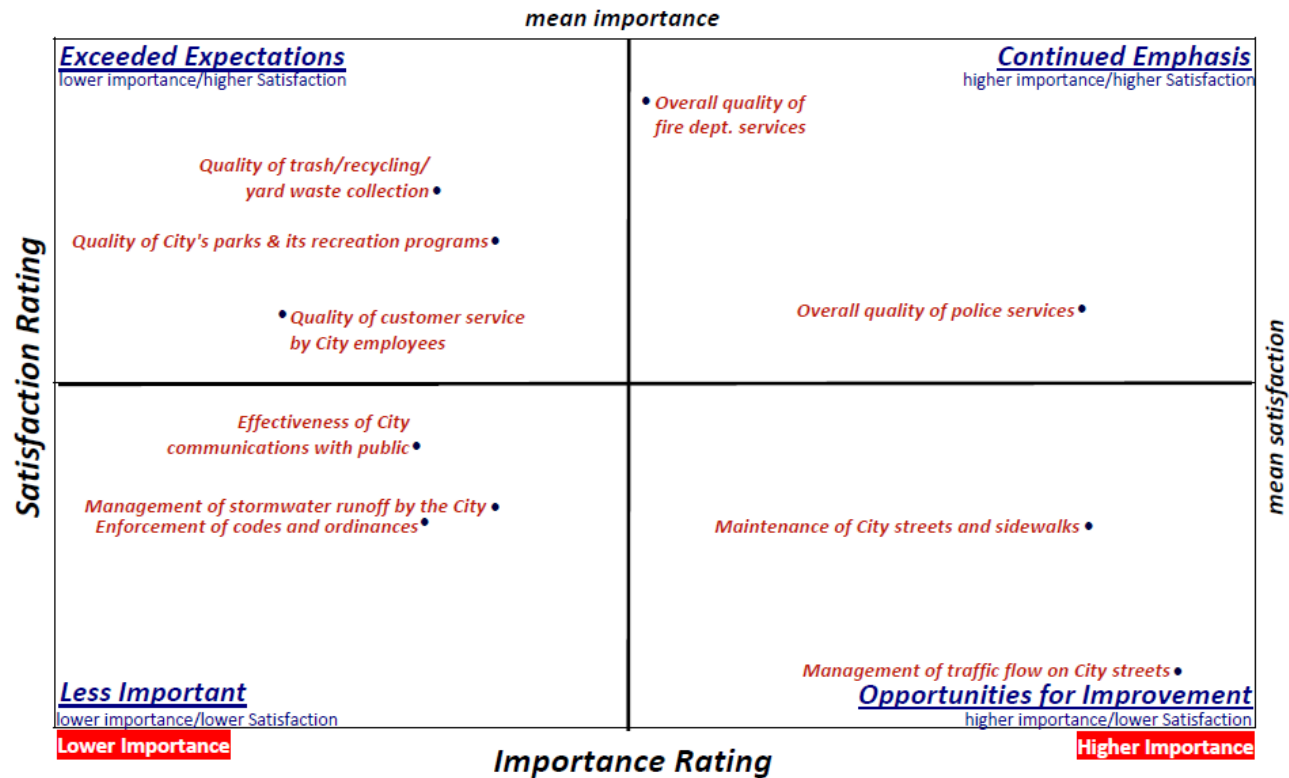 mean importance
Exceeded Expectations
lower importance/higher Satisfaction
Continued Emphasis
higher importance/higher Satisfaction
Overall quality of
fire dept. services
Quality of trash/recycling/
yard waste collection
Quality of City's parks & its recreation programs
Quality of customer service
by City employees
Overall quality of police services
Satisfaction Rating
mean satisfaction
Effectiveness of City
communications with public
Management of stormwater runoff by the City
Enforcement of codes and ordinances
Maintenance of City streets and sidewalks
Management of traffic flow on City streets
Less Important
lower importance/lower Satisfaction
Opportunities for Improvement
higher importance/lower Satisfaction
Lower Importance
Importance Rating
Higher Importance